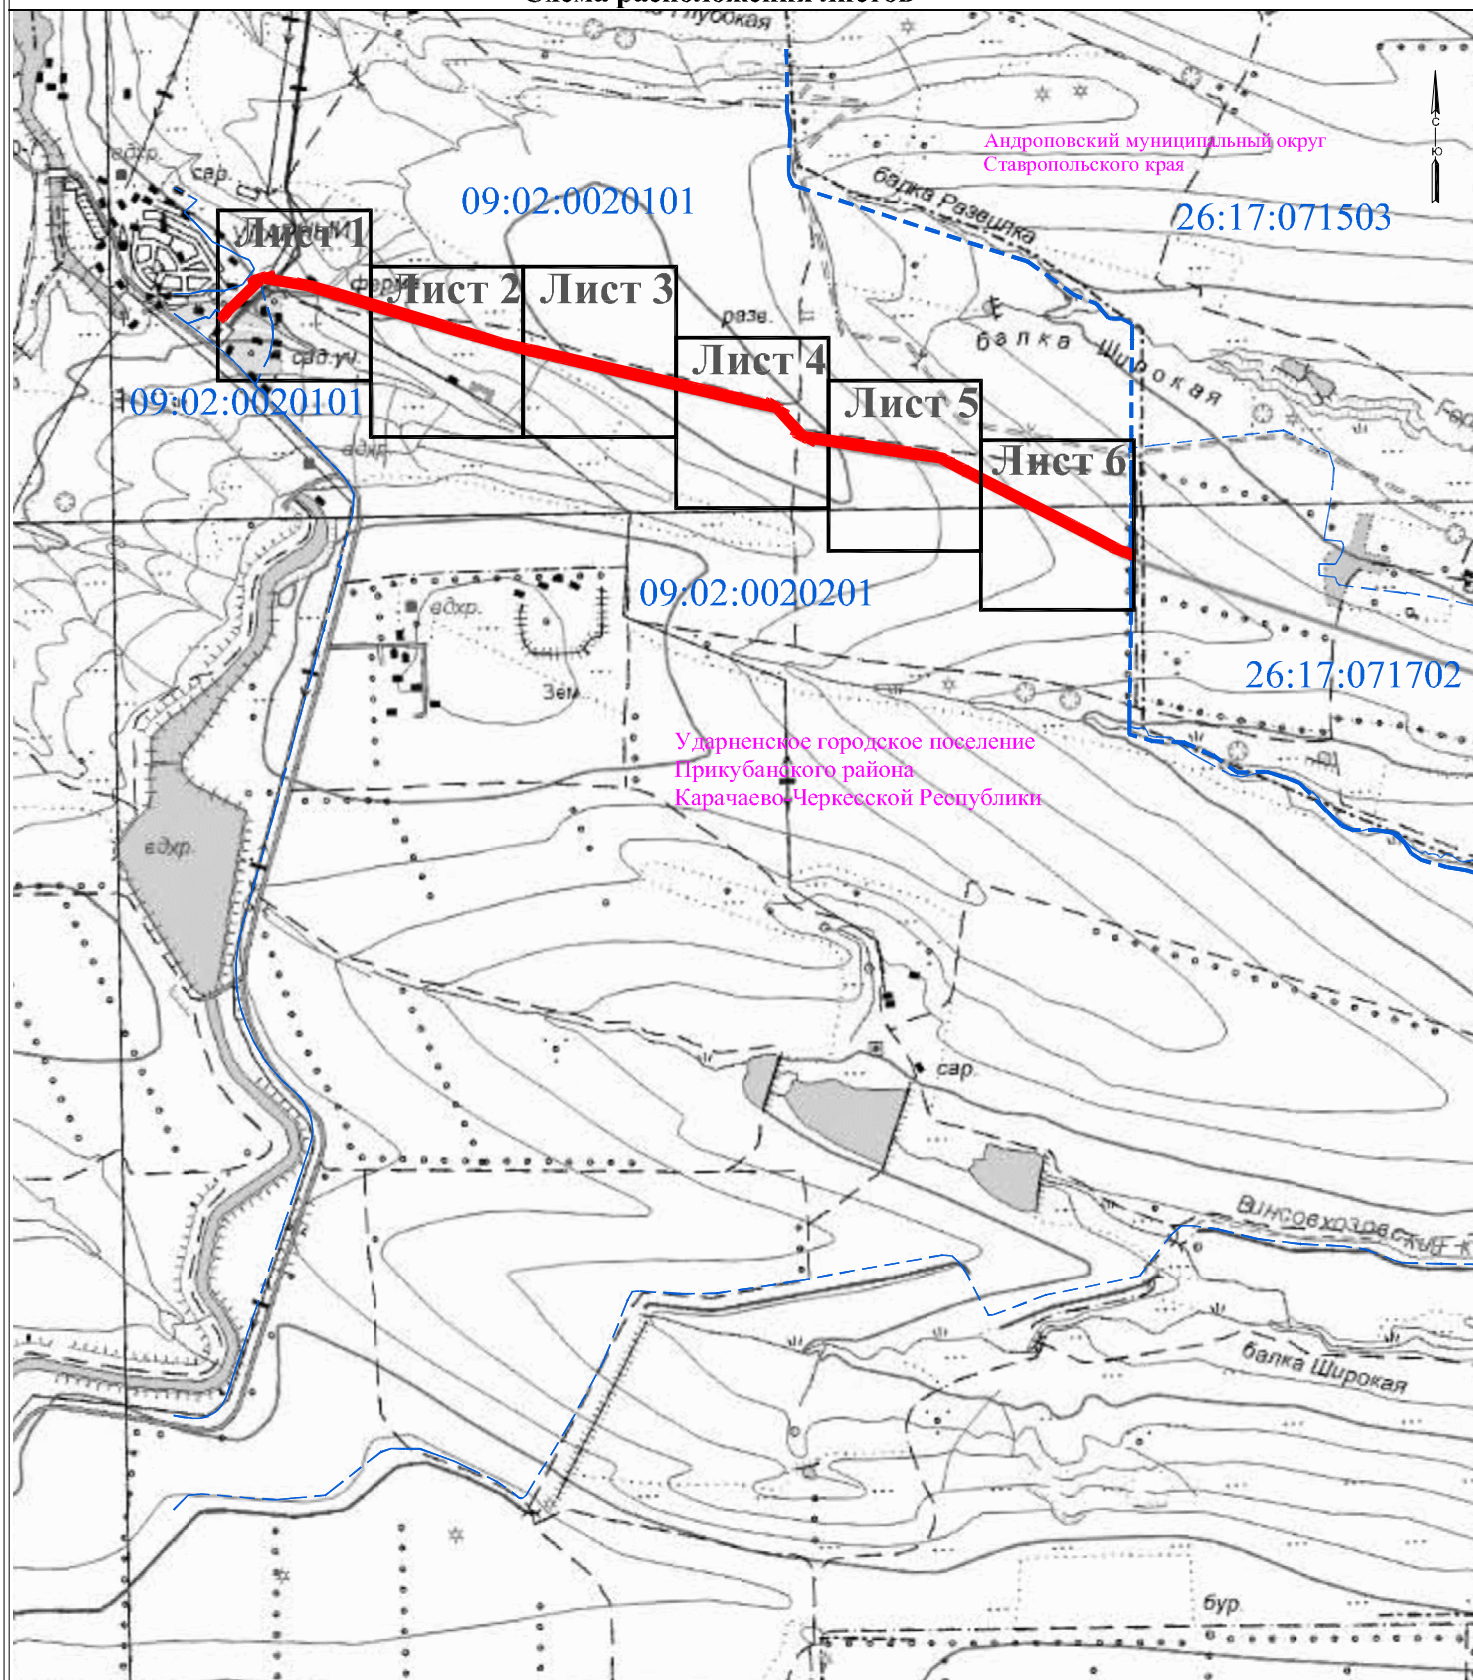 Схема расположения листов
Глубокая
С
Ю
Андроповский муниципальный округ
Ставропольского края
вдхр.
сар.
балка Развилка
09:02:0020101
26:17:071503
Лист 1
Лист 2
Лист 3
разв.
балка Широкая
Лист 4
сад.уч.
09:02:0020101
Лист 5
вдхр.
Лист 6
09:02:0020201
вдхр.
26:17:071702
Зем.
Ударненское городское поселение
Прикубанского района
Карачаево-Черкесской Республики
вдхр.
сар.
Винсовхозовский к
балка Широкая
бур.